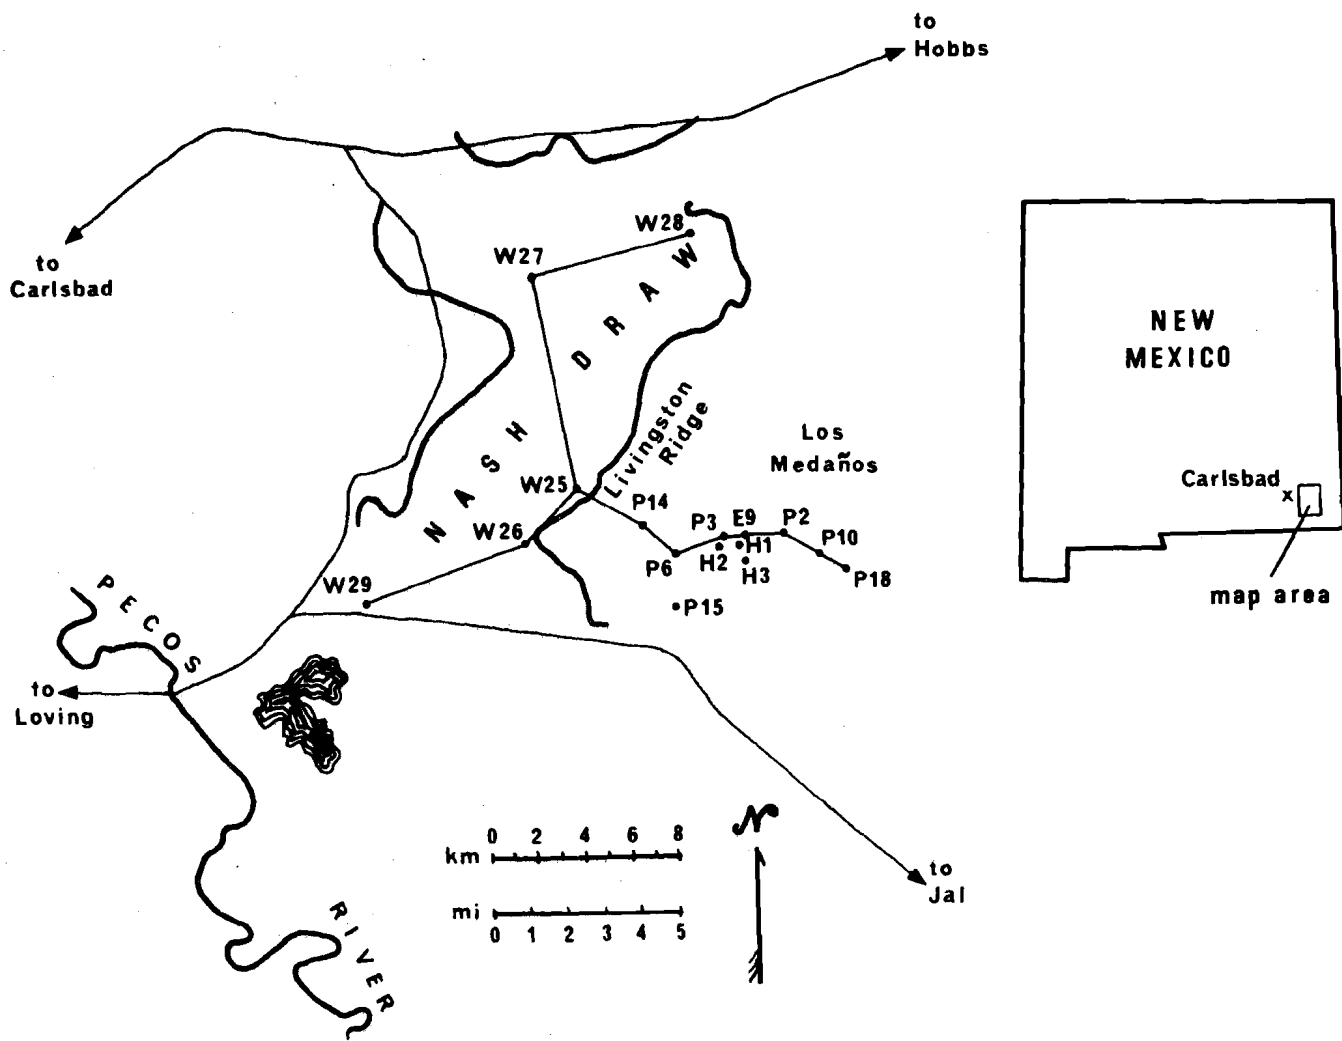 to
Hobbs
to
Carlsbad
W28
W27
NASH DRAW
Livingston
Ridge
Los
Medaños
W25
P14
W26
P3
E9
P2
H1
P10
H2
P6
H3
P18
W29
P15
PECOS
RIVER
to
Loving
to
Jal
0 2 4 6 8
km
mi
0 1 2 3 4 5
N
NEW
MEXICO
Carlsbad
x
map area